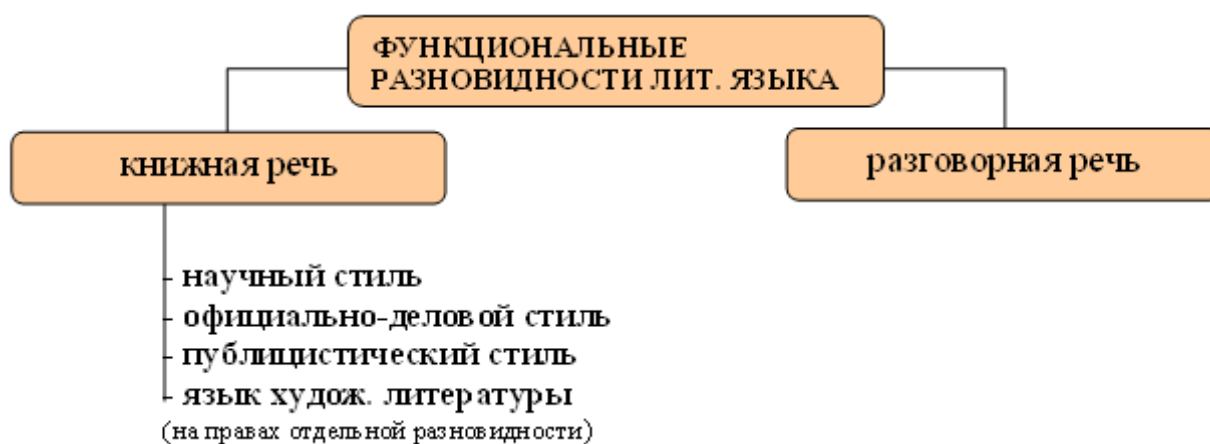 ФУНКЦИОНАЛЬНЫЕ
РАЗНОВИДНОСТИ ЛИТ. ЯЗЫКА
книжная речь
разговорная речь
- научный стиль
- официально-деловой стиль
- публицистический стиль
- язык худож. литературы
(на правах отдельной разновидности)